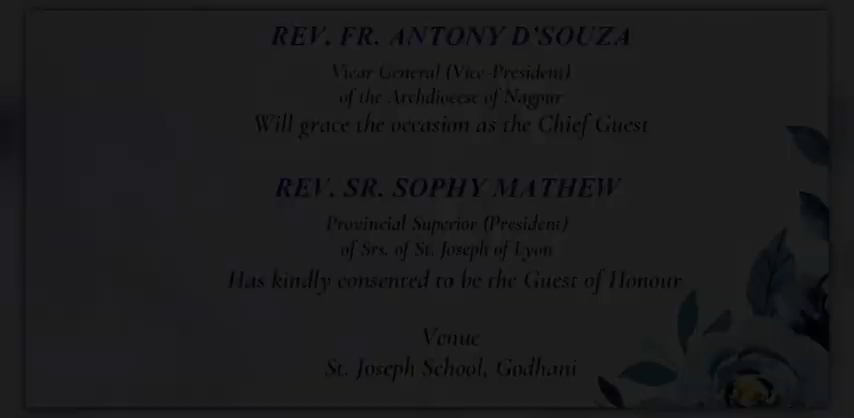 REV. FR. ANTONY D'SOUZA
Vicar General (Vice-President)
of the Archdiocese of Nagpur
Will grace the occasion as the Chief Guest
REV. SR. SOPHY MATHEW
Provincial Superior (President)
of Srs. of St. Joseph of Lyon
Has kindly consented to be the Guest of Honour
Venue
St. Joseph School, Godhani